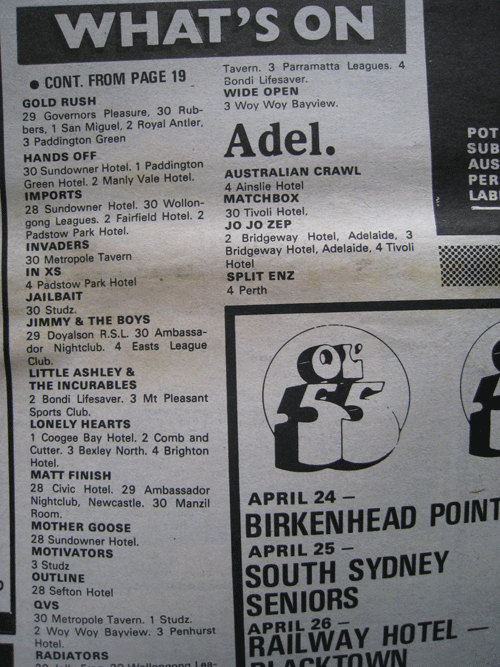 WHAT'S ON
● CONT. FROM PAGE 19
GOLD RUSH
29 Governors Pleasure, 30 Rub-
bers, 1 San Miguel, 2 Royal Antler,
3 Paddington Green
HANDS OFF
30 Sundowner Hotel. 1 Paddington
Green Hotel. 2 Manly Vale Hotel.
IMPORTS
28 Sundowner Hotel. 30 Wollon-
gong Leagues. 2 Fairfield Hotel. 2
Padstow Park Hotel.
INVADERS
30 Metropole Tavern
IN XS
4 Padstow Park Hotel
JAILBAIT
30 Studz.
JIMMY & THE BOYS
29 Doyalson R.S.L. 30 Ambassa-
dor Nightclub. 4 Easts League
Club.
LITTLE ASHLEY &
THE INCURABLES
2 Bondi Lifesaver. 3 Mt Pleasant
Sports Club.
LONELY HEARTS
1 Coogee Bay Hotel. 2 Comb and
Cutter. 3 Bexley North. 4 Brighton
Hotel.
MATT FINISH
28 Civic Hotel. 29 Ambassador
Nightclub, Newcastle. 30 Manzil
Room.
MOTHER GOOSE
28 Sundowner Hotel.
MOTIVATORS
3 Studz
OUTLINE
28 Sefton Hotel
QVS
30 Metropole Tavern. 1 Studz.
2 Woy Woy Bayview. 3 Penhurst
Hotel.
RADIATORS
Tavern. 3 Parramatta Leagues. 4
Bondi Lifesaver.
WIDE OPEN
3 Woy Woy Bayview.
Adel.
AUSTRALIAN CRAWL
4 Ainslie Hotel
MATCHBOX
30 Tivoli Hotel,
JO JO ZEP
2 Bridgeway Hotel, Adelaide, 3
Bridgeway Hotel, Adelaide, 4 Tivoli
Hotel
SPLIT ENZ
4 Perth
OL'
55
APRIL 24 –
BIRKENHEAD POINT
APRIL 25 –
SOUTH SYDNEY
SENIORS
APRIL 26 –
RAILWAY HOTEL –
BLACKTOWN
POT
SUB
AUS
PER
LAB